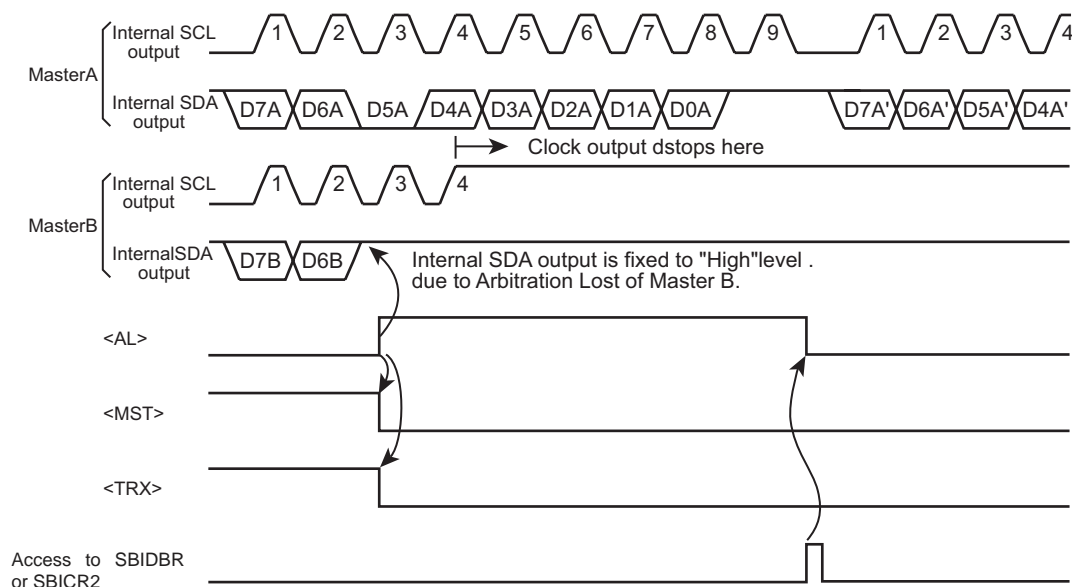 Internal SCL
output
1 2 3 4 5 6 7 8 9 1 2 3 4
MasterA
Internal SDA
output
D7A D6A D5A D4A D3A D2A D1A D0A D7A' D6A' D5A' D4A'
Clock output dstops here
Internal SCL
output
1 2 3 4
MasterB
InternalSDA
output
D7B D6B
Internal SDA output is fixed to "High"level .
due to Arbitration Lost of Master B.
<AL>
<MST>
<TRX>
Access to SBIDBR
or SBICR2